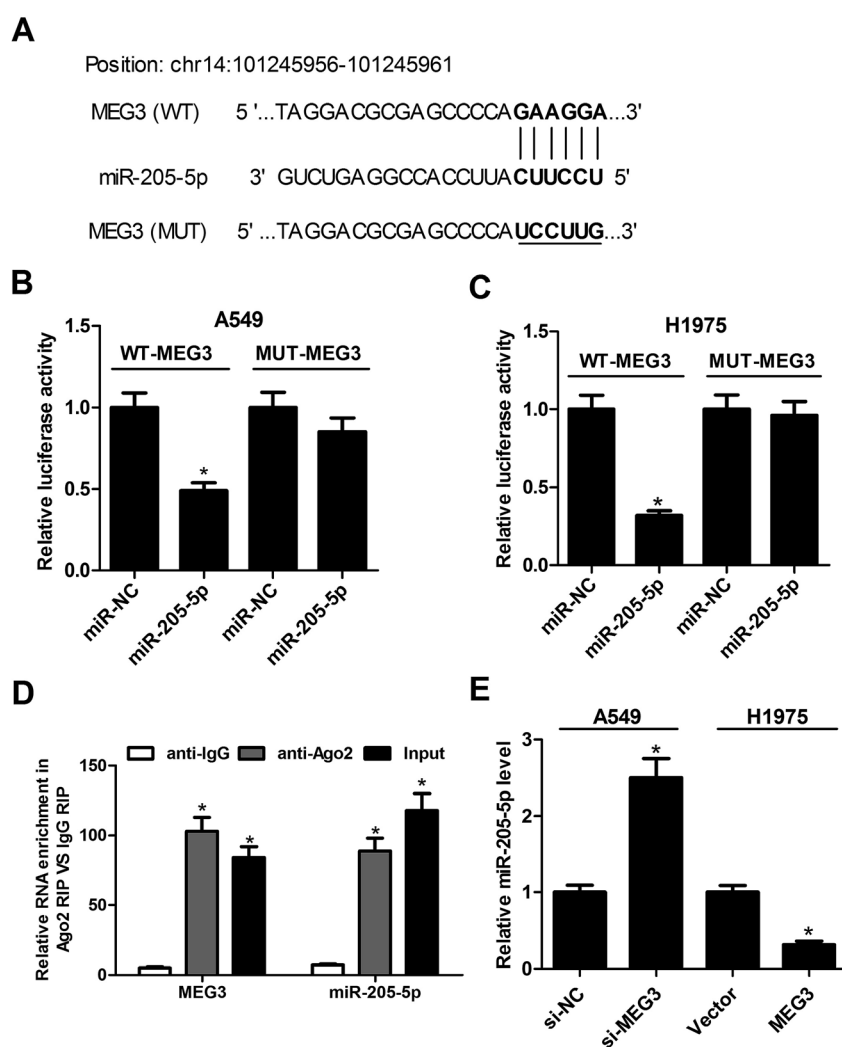 A
Position: chr14:101245956-101245961
MEG3 (WT) 5 '...TAGGACGCGAGCCCCAGAAGGA...3'
miR-205-5p 3' GUCUGAGGCCACCUUACUUCCU 5'
MEG3 (MUT) 5' ...TAGGACGCGAGCCCCAUCCUUG...3'
B
A549
WT-MEG3 MUT-MEG3
Relative luciferase activity
1.5
1.0
0.5
0.0
*
miR-NC
miR-205-5p
miR-NC
miR-205-5p
C
H1975
WT-MEG3 MUT-MEG3
Relative luciferase activity
1.5
1.0
0.5
0.0
*
miR-NC
miR-205-5p
miR-NC
miR-205-5p
D
anti-IgG anti-Ago2 Input
Relative RNA enrichment in
Ago2 RIP VS IgG RIP
150
100
50
0
* *
* *
MEG3 miR-205-5p
E
A549 H1975
Relative miR-205-5p level
3
2
1
0
*
*
si-NC
si-MEG3
Vector
MEG3